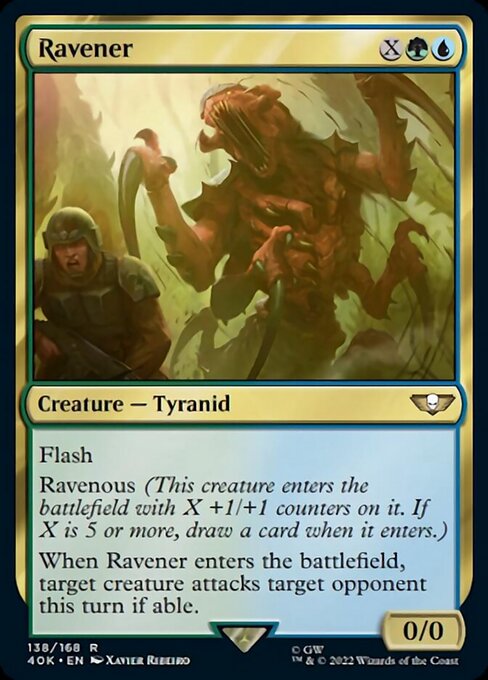 Ravener X
Creature — Tyranid
Flash
Ravenous (This creature enters the
battlefield with X +1/+1 counters on it. If
X is 5 or more, draw a card when it enters.)
When Ravener enters the battlefield,
target creature attacks target opponent
this turn if able.
0/0
138/168 R
40K • EN Xavier Ribeiro
© GW
™ & © 2022 Wizards of the Coast